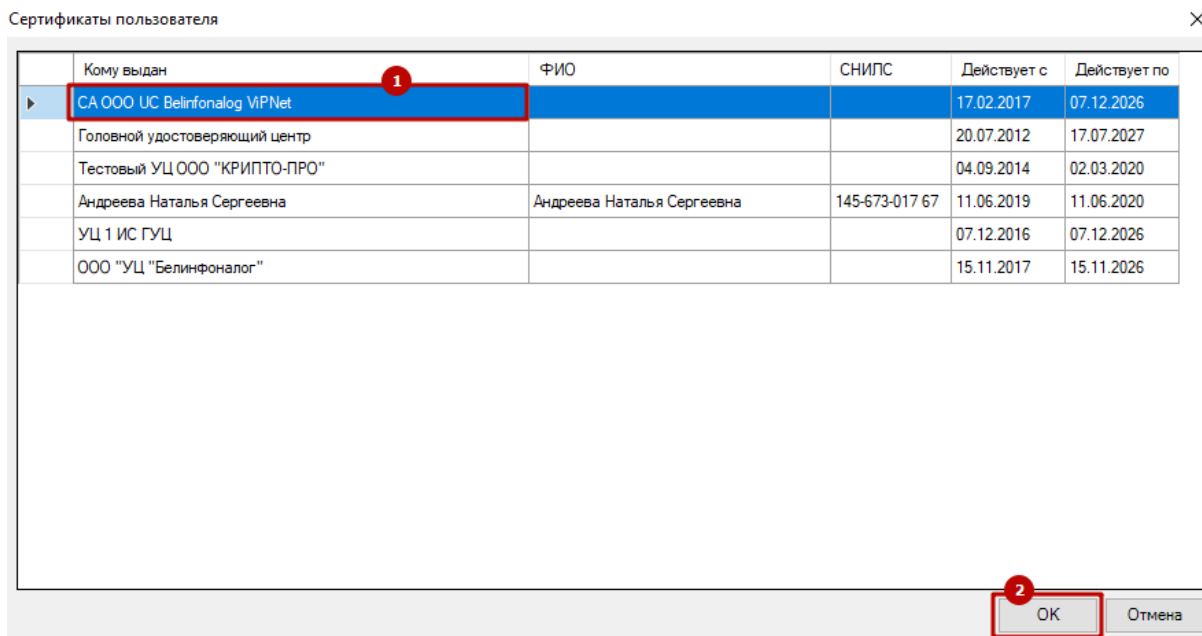 Сертификаты пользователя
Кому выдан ФИО СНИЛС Действует с Действует по
1
CA OOO UC Belinfonalog ViPNet 17.02.2017 07.12.2026
Головной удостоверяющий центр 20.07.2012 17.07.2027
Тестовый УЦ ООО "КРИПТО-ПРО" 04.09.2014 02.03.2020
Андреева Наталья Сергеевна Андреева Наталья Сергеевна 145-673-017 67 11.06.2019 11.06.2020
УЦ 1 ИС ГУЦ 07.12.2016 07.12.2026
ООО "УЦ "Белинфоналог" 15.11.2017 15.11.2026
2
OK Отмена